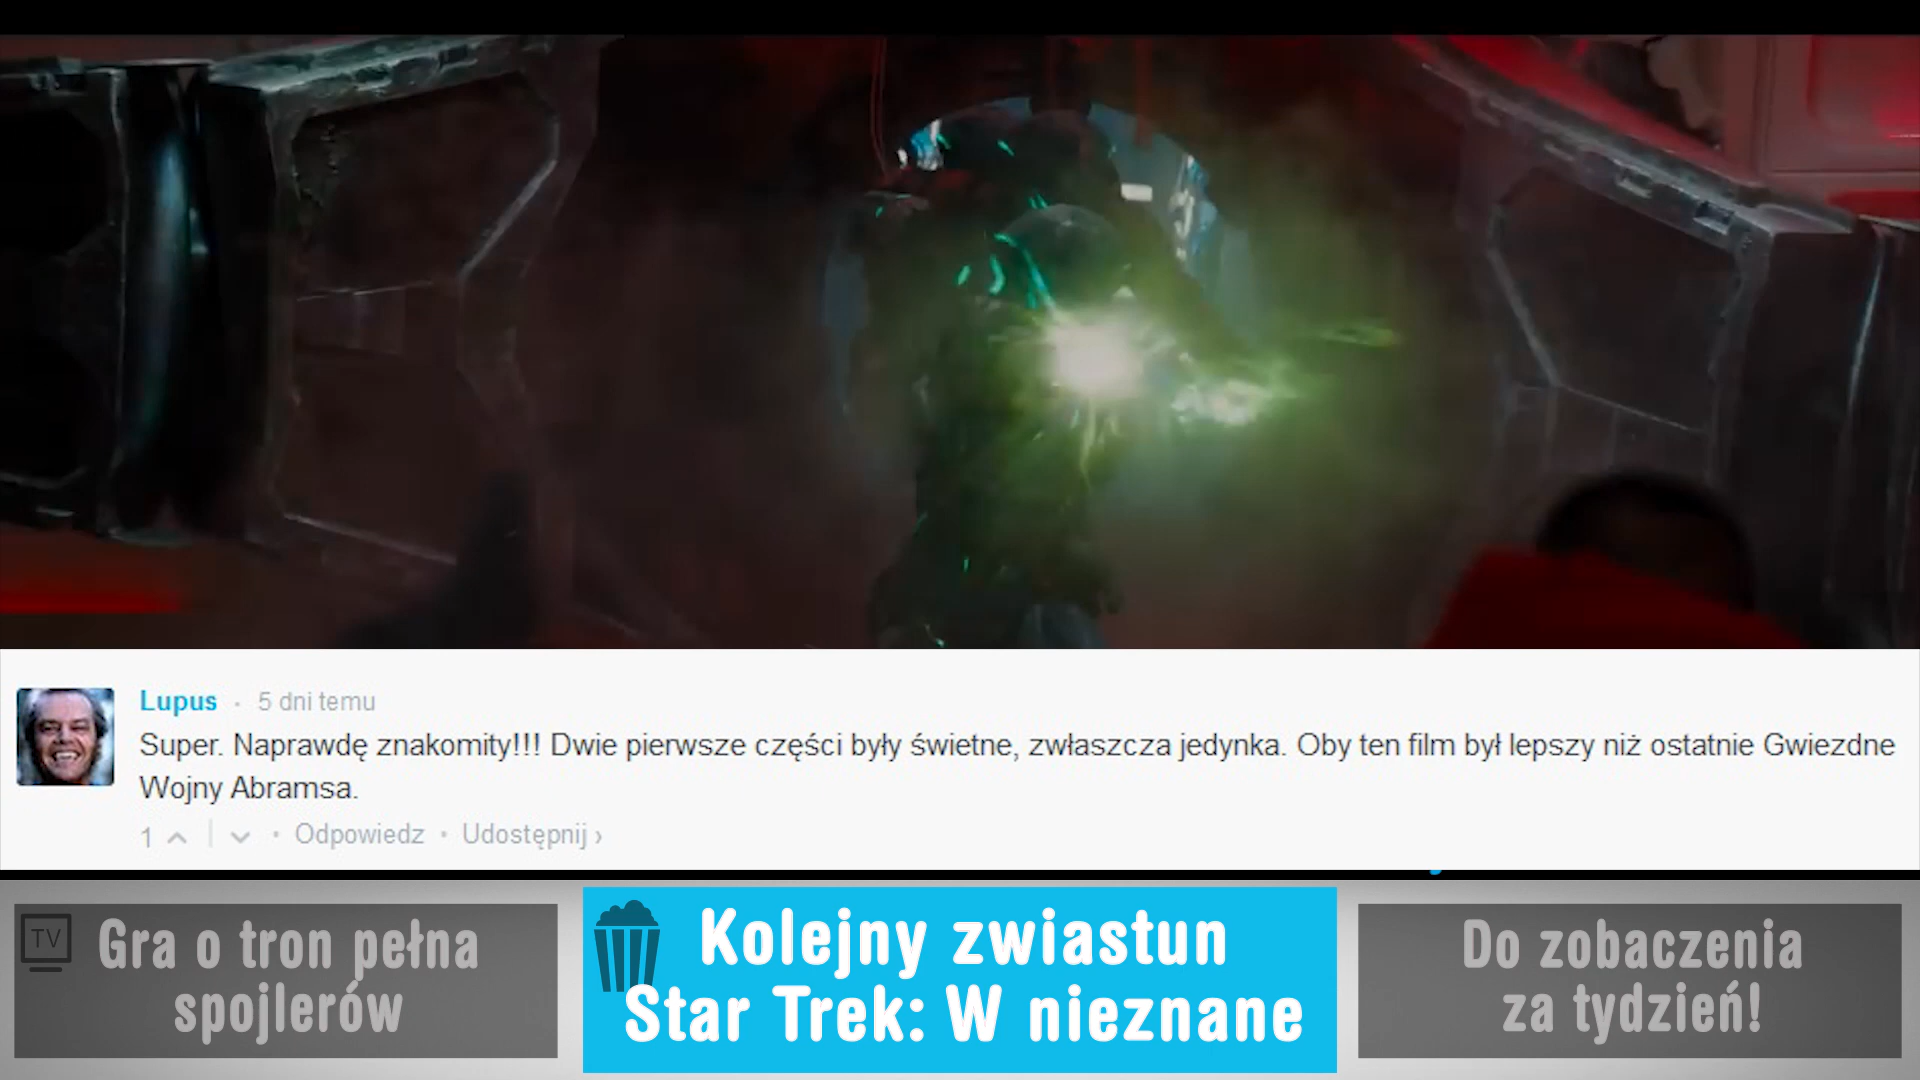 Lupus · 5 dni temu
Super. Naprawdę znakomity!!! Dwie pierwsze części były świetne, zwłaszcza jedynka. Oby ten film był lepszy niż ostatnie Gwiezdne
Wojny Abramsa.
1 · Odpowiedz · Udostępnij ›
TV
Gra o tron pełna
spojlerów
Kolejny zwiastun
Star Trek: W nieznane
Do zobaczenia
za tydzień!